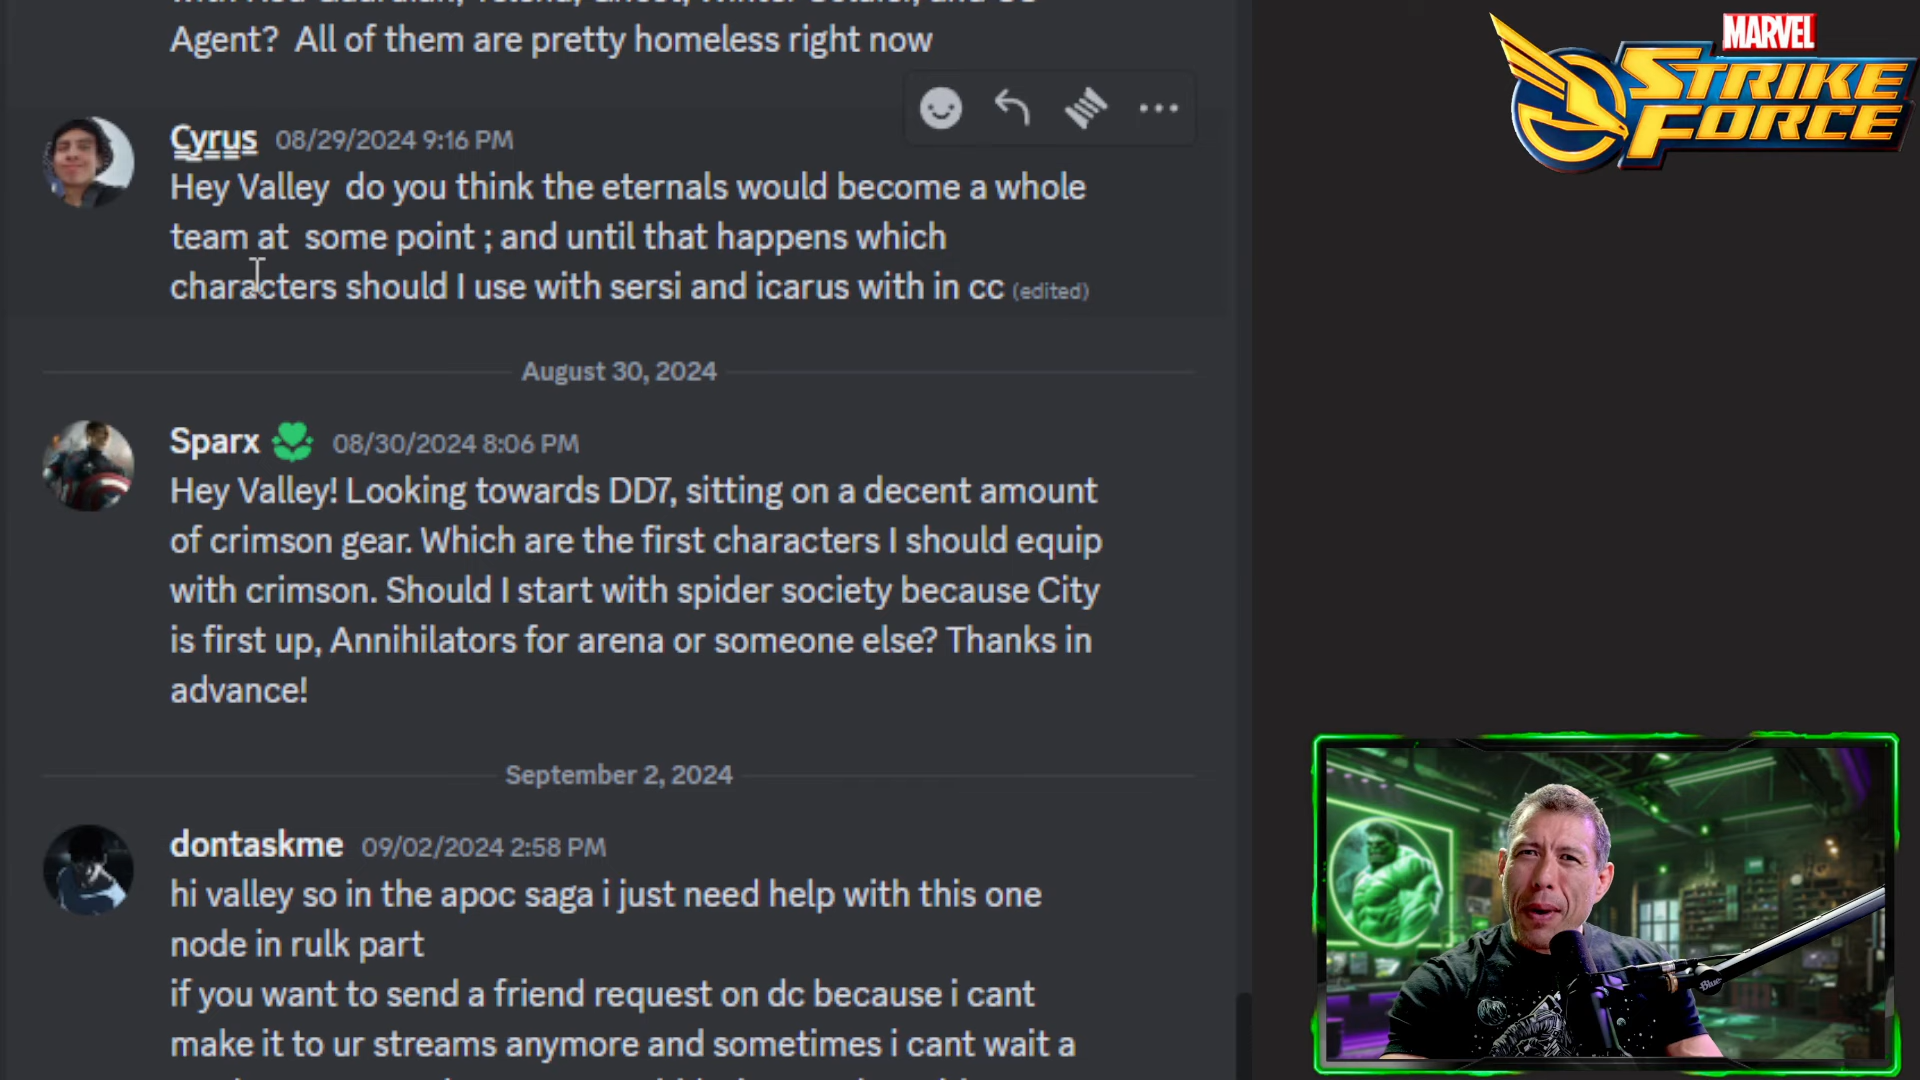 Agent? All of them are pretty homeless right now
MARVEL
STRIKE
FORCE
Cyrus 08/29/2024 9:16 PM
Hey Valley do you think the eternals would become a whole
team at some point ; and until that happens which
characters should I use with sersi and icarus with in cc (edited)
August 30, 2024
Sparx 08/30/2024 8:06 PM
Hey Valley! Looking towards DD7, sitting on a decent amount
of crimson gear. Which are the first characters I should equip
with crimson. Should I start with spider society because City
is first up, Annihilators for arena or someone else? Thanks in
advance!
September 2, 2024
dontaskme 09/02/2024 2:58 PM
hi valley so in the apoc saga i just need help with this one
node in rulk part
if you want to send a friend request on dc because i cant
make it to ur streams anymore and sometimes i cant wait a
Blue